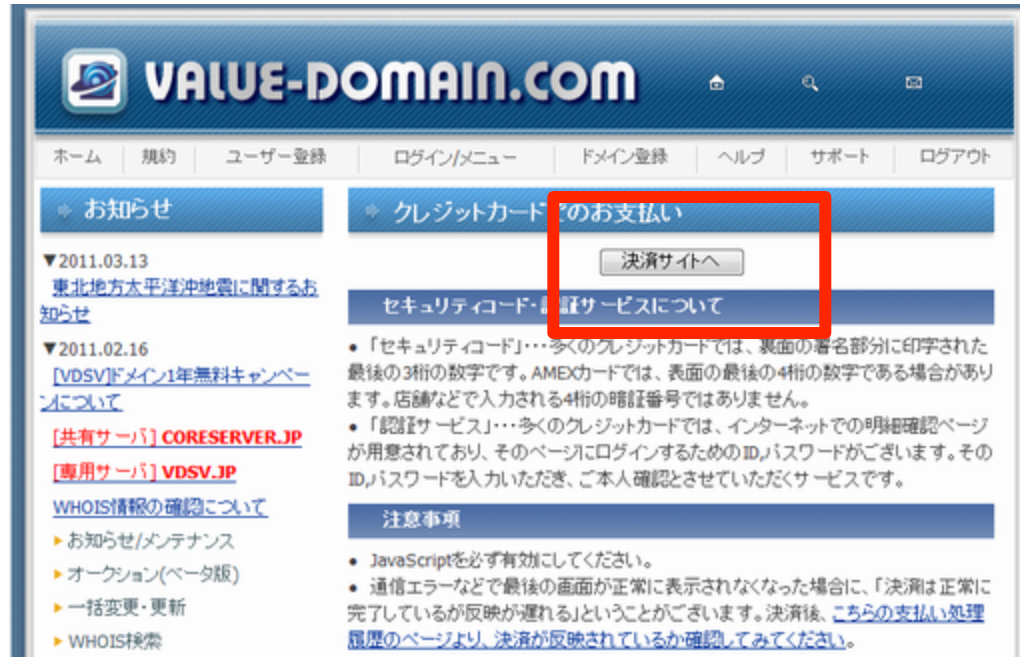 VALUE-DOMAIN.COM
ホーム 規約 ユーザー登録 ログイン/メニュー ドメイン登録 ヘルプ サポート ログアウト
お知らせ
▼2011.03.13
東北地方太平洋沖地震に関するお
知らせ
▼2011.02.16
[VDSV]ドメイン1年無料キャンペー
ンについて
[共有サーバ] CORESERVER.JP
[専用サーバ] VDSV.JP
WHOIS情報の確認について
お知らせ/メンテナンス
オークション(ベータ版)
一括変更・更新
WHOIS検索
クレジットカードでのお支払い
決済サイトへ
セキュリティコード・認証サービスについて
• 「セキュリティコード」・・・多くのクレジットカードでは、裏面の署名部分に印字された
最後の3桁の数字です。AMEXカードでは、表面の最後の4桁の数字である場合があり
ます。店舗などで入力される4桁の暗証番号ではありません。
• 「認証サービス」・・・多くのクレジットカードでは、インターネットでの明細確認ページ
が用意されており、そのページにログインするためのID,パスワードがございます。その
ID,パスワードを入力いただき、ご本人確認とさせていただくサービスです。
注意事項
• JavaScriptを必ず有効にしてください。
• 通信エラーなどで最後の画面が正常に表示されなくなった場合に、「決済は正常に
完了しているが反映が遅れる」ということがございます。決済後、こちらの支払い処理
履歴のページより、決済が反映されているか確認してみてください。